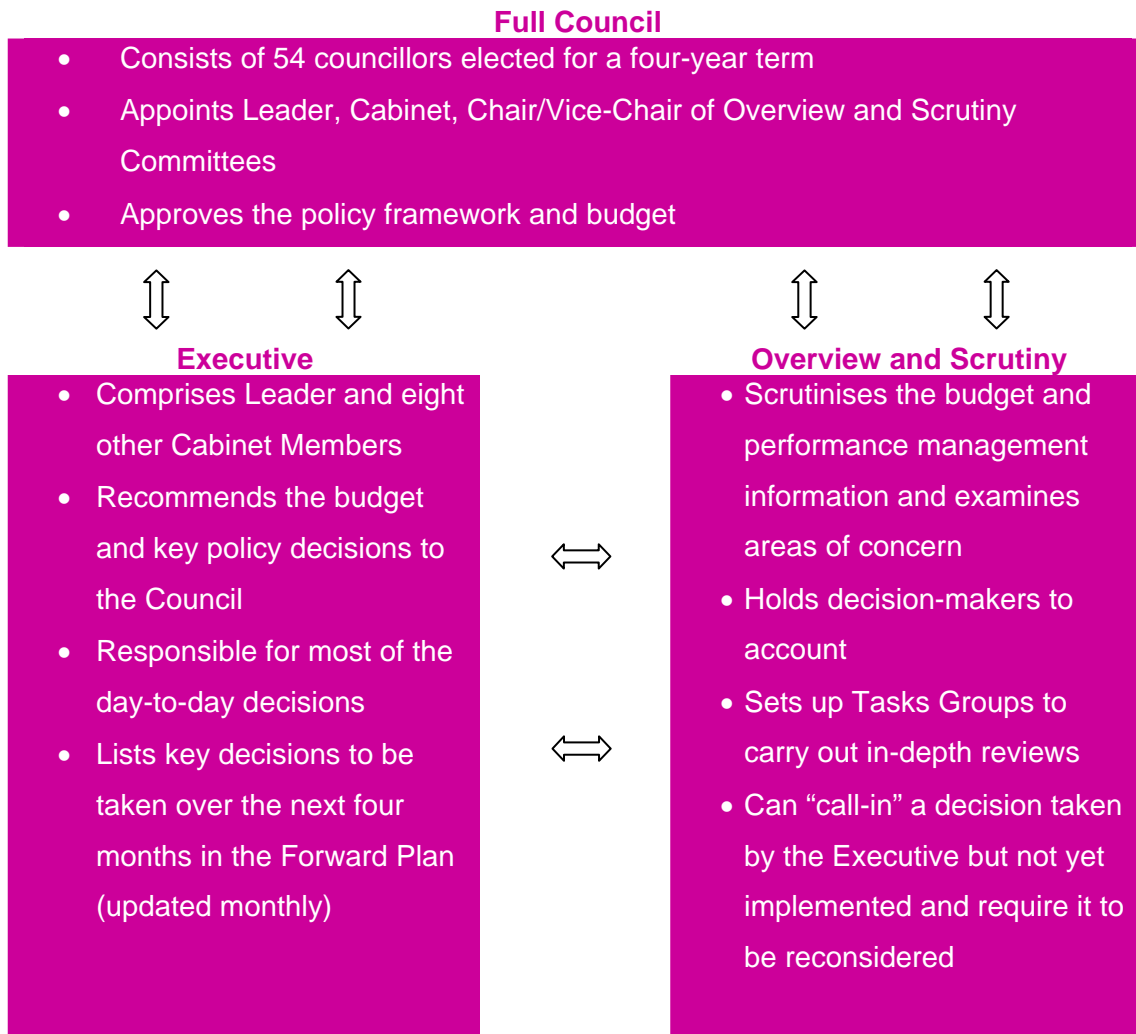 Full Council
• Consists of 54 councillors elected for a four-year term
• Appoints Leader, Cabinet, Chair/Vice-Chair of Overview and Scrutiny
Committees
• Approves the policy framework and budget
Executive
• Comprises Leader and eight
other Cabinet Members
• Recommends the budget
and key policy decisions to
the Council
• Responsible for most of the
day-to-day decisions
• Lists key decisions to be
taken over the next four
months in the Forward Plan
(updated monthly)
Overview and Scrutiny
• Scrutinises the budget and
performance management
information and examines
areas of concern
• Holds decision-makers to
account
• Sets up Tasks Groups to
carry out in-depth reviews
• Can “call-in” a decision taken
by the Executive but not yet
implemented and require it to
be reconsidered